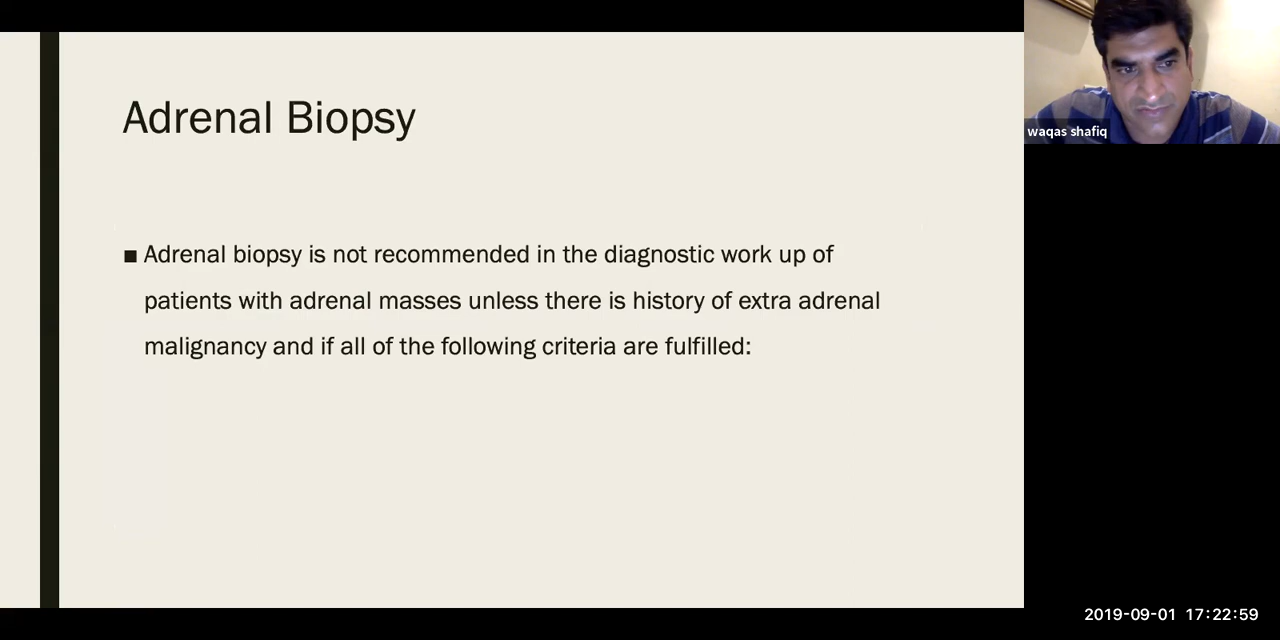 Adrenal Biopsy
■ Adrenal biopsy is not recommended in the diagnostic work up of
patients with adrenal masses unless there is history of extra adrenal
malignancy and if all of the following criteria are fulfilled:
waqas shafiq
2019-09-01 17:22:59